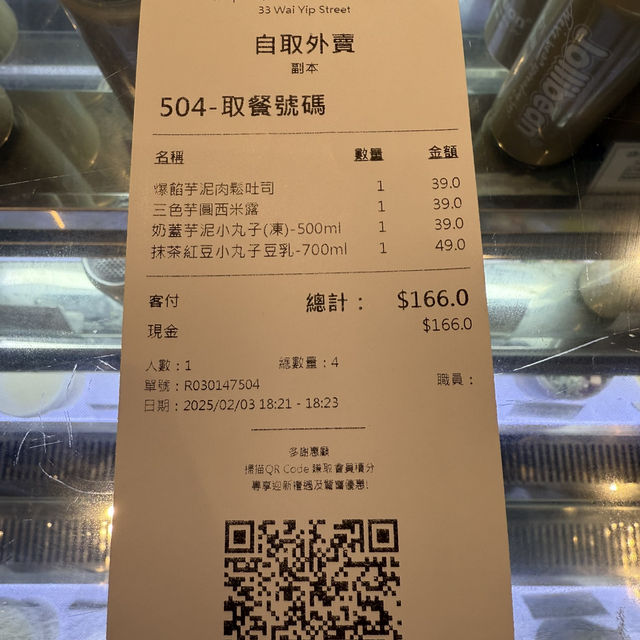 33 Wai Yip Street
自取外賣
副本
504-取餐號碼
名稱 數量 金額
爆餡芋泥肉鬆吐司 1 39.0
三色芋圓西米露 1 39.0
奶蓋芋泥小丸子(凍)-500ml 1 39.0
抹茶紅豆小丸子豆乳-700ml 1 49.0
客付 總計： $166.0
現金 $166.0
人數：1 總數量：4
單號：R030147504 職員：
日期：2025/02/03 18:21 - 18:23
多謝惠顧
掃描QR Code 賺取會員積分
專享迎新禮遇及驚喜優惠!
lollibean